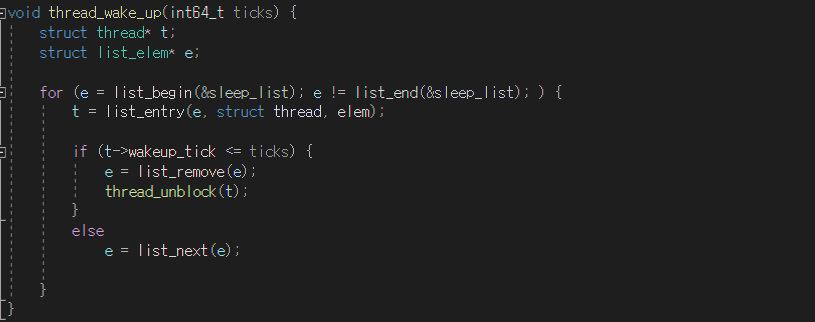 void thread_wake_up(int64_t ticks) {
    struct thread* t;
    struct list_elem* e;

    for (e = list_begin(&sleep_list); e != list_end(&sleep_list); ) {
        t = list_entry(e, struct thread, elem);

        if (t->wakeup_tick <= ticks) {
            e = list_remove(e);
            thread_unblock(t);
        }
        else
            e = list_next(e);

    }
}